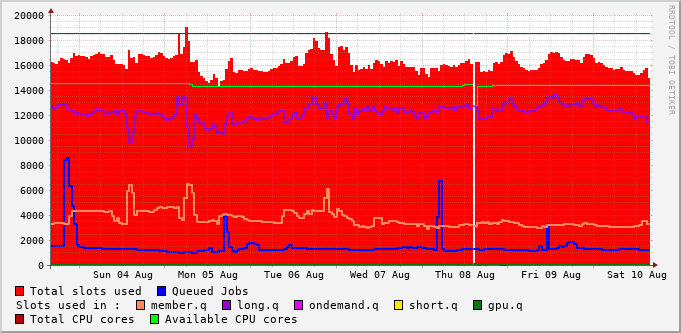 20000
18000
16000
14000
12000
10000
8000
6000
4000
2000
0
Sun 04 Aug Mon 05 Aug Tue 06 Aug Wed 07 Aug Thu 08 Aug Fri 09 Aug Sat 10 Aug
Total slots used Queued Jobs
Slots used in : member.q long.q ondemand.q short.q gpu.q
Total CPU cores Available CPU cores
RRDTOOL / TOBI OETIKER